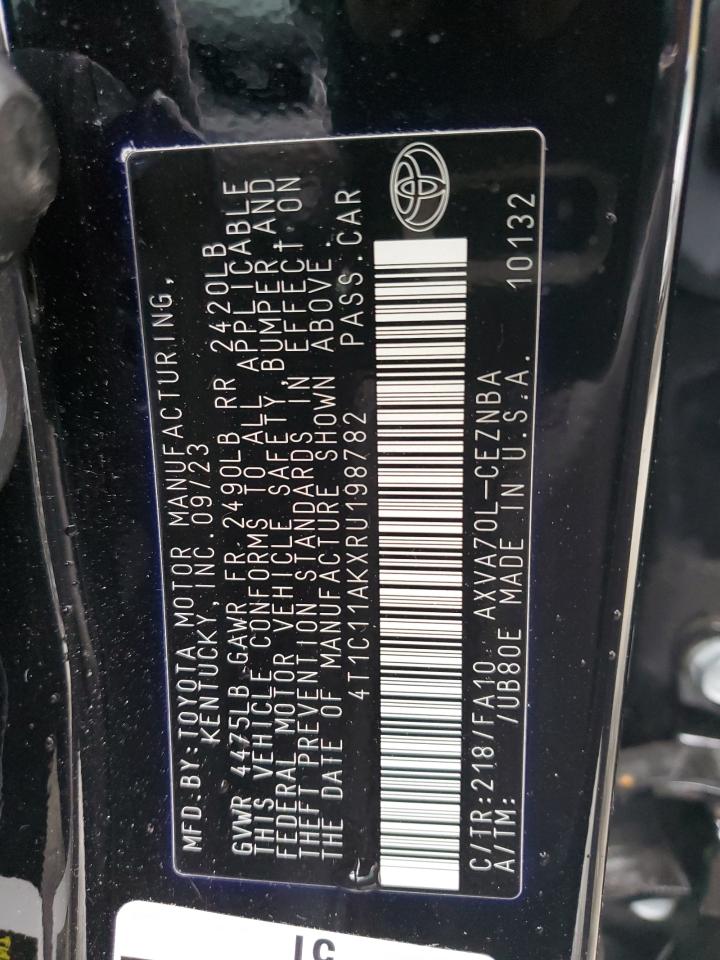 MFD.BY:TOYOTA MOTOR MANUFACTURING,
KENTUCKY, INC.09/23
GVWR 4475LB GAWR FR 2490LB RR 2420LB
THIS VEHICLE CONFORMS TO ALL APPLICABLE
FEDERAL MOTOR VEHICLE SAFETY,BUMPER AND
THEFT PREVENTION STANDARDS IN EFFECT ON
THE DATE OF MANUFACTURE SHOWN ABOVE.
4T1C11AKXRU198782 PASS.CAR
C/TR:218/FA10 AXVA70L-CEZNBA
A/TM: /UB80E MADE IN U.S.A. 10132